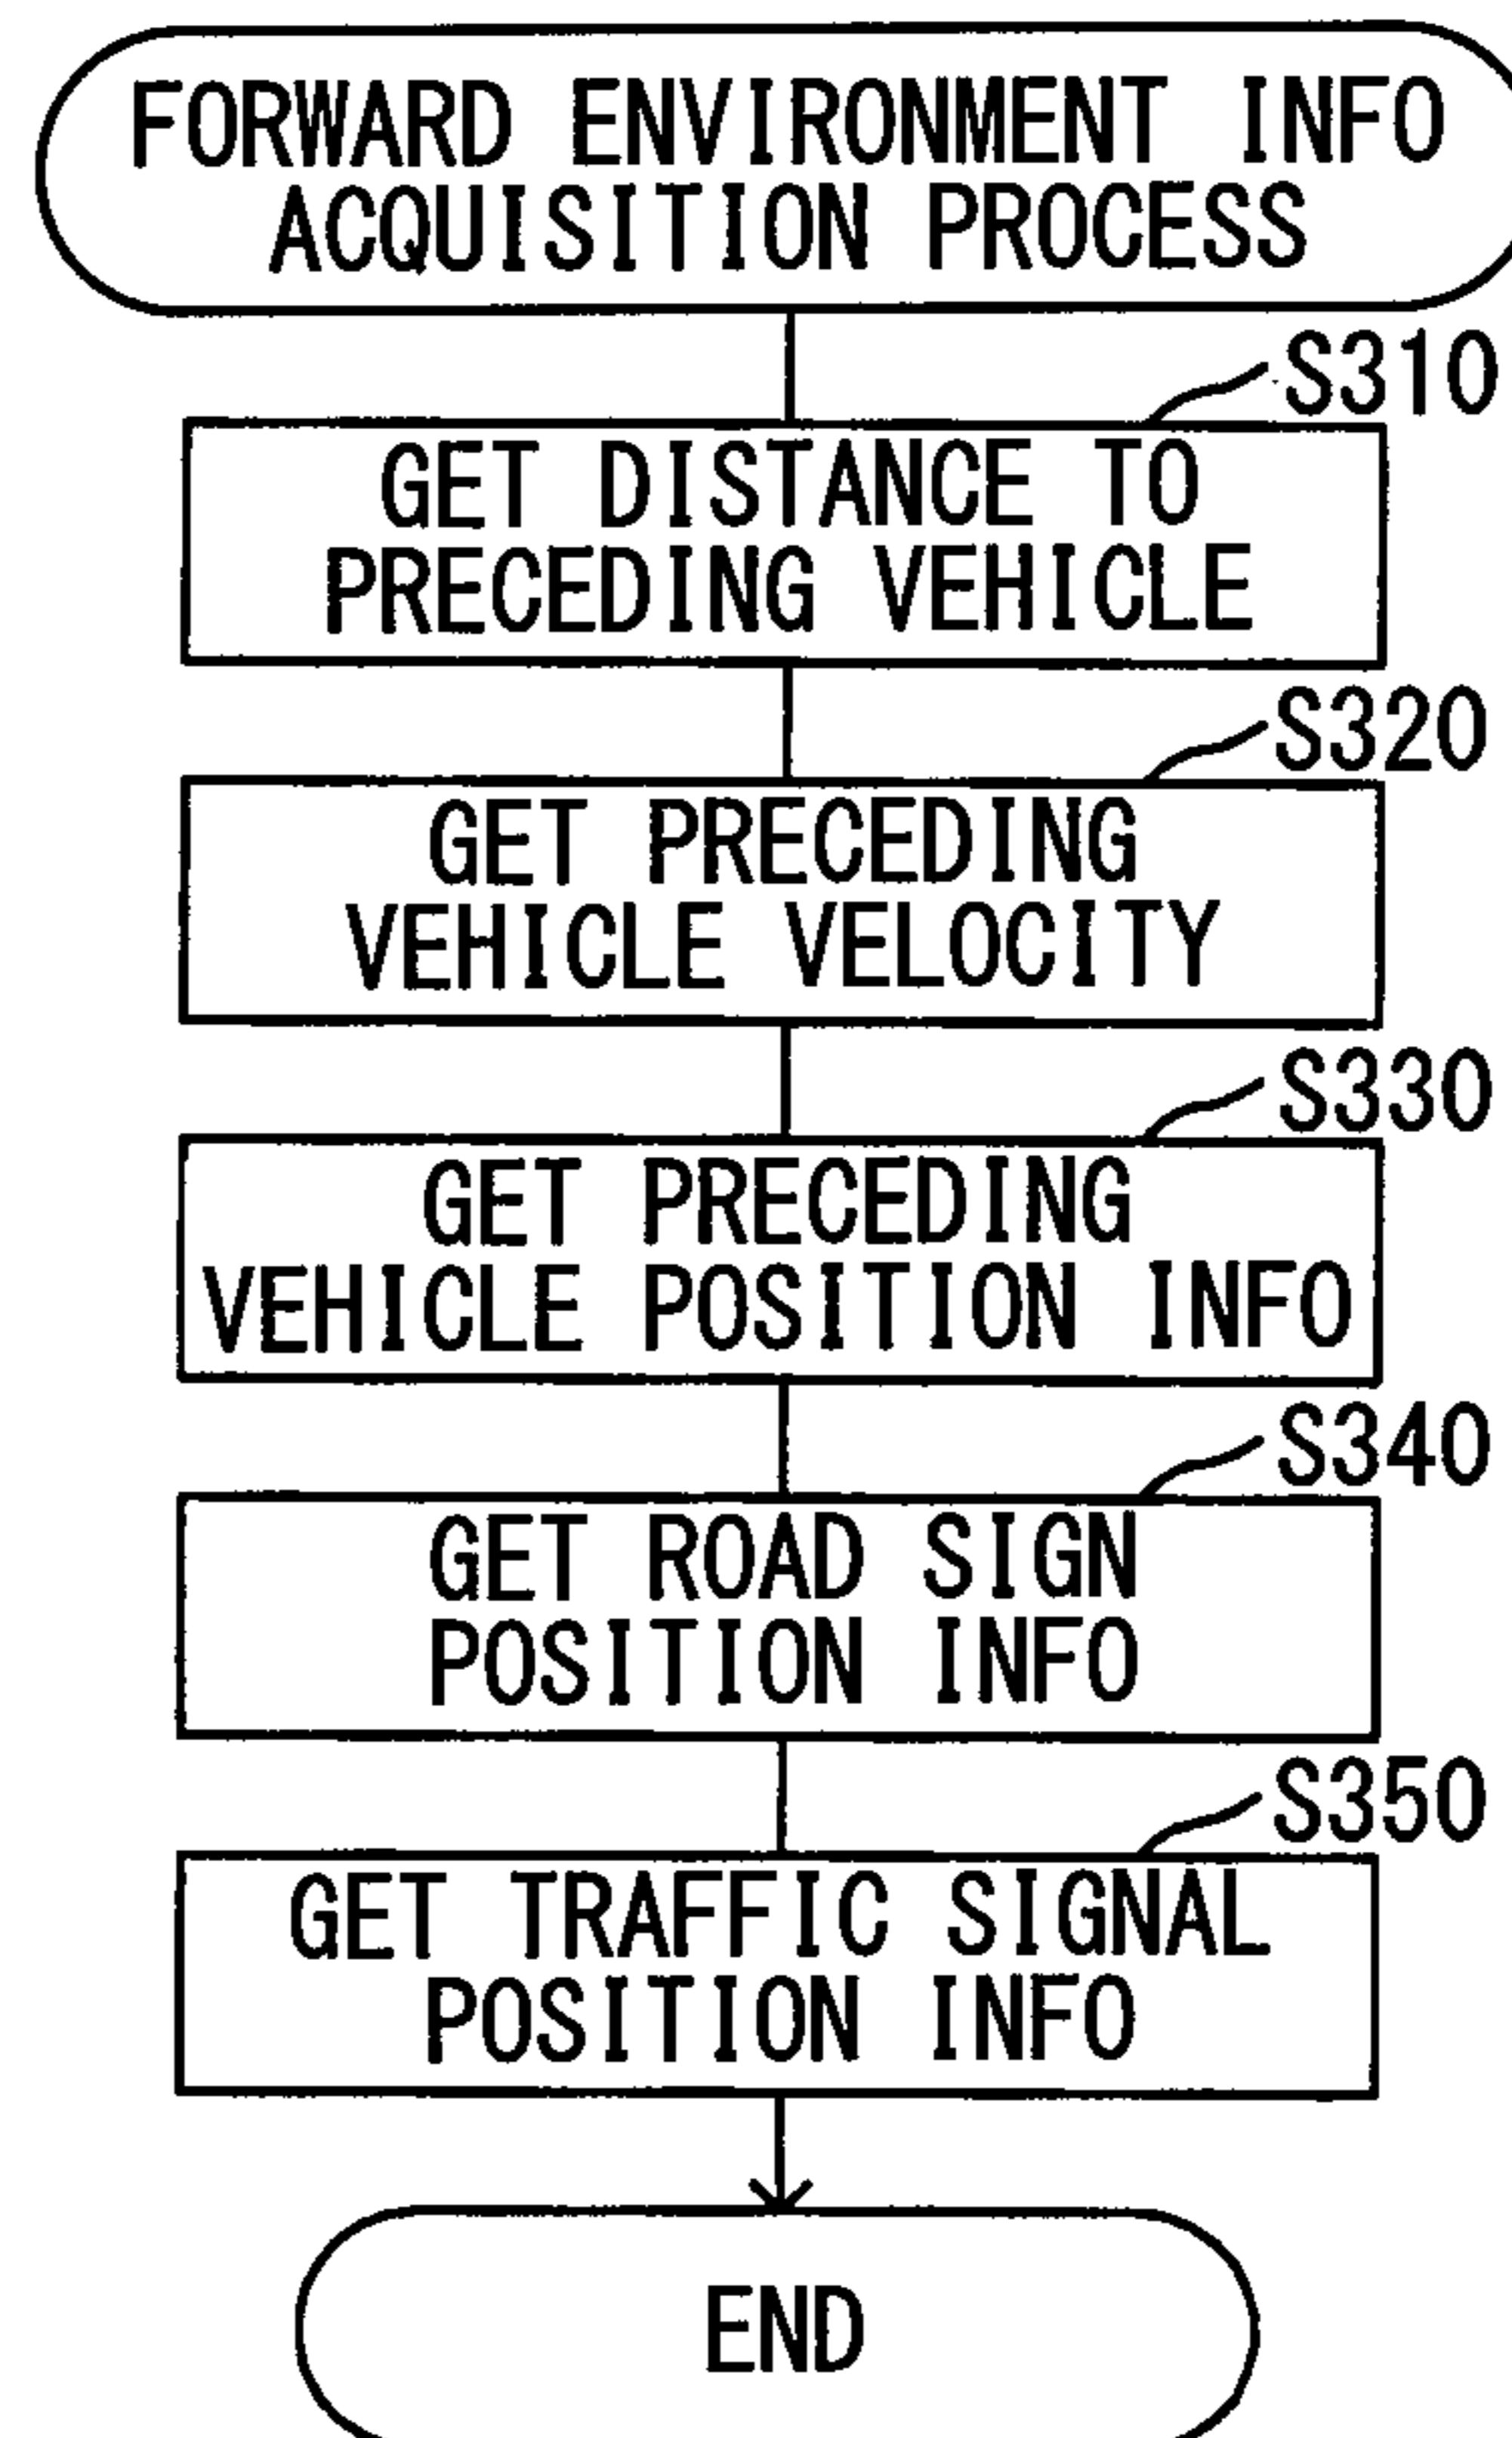 FORWARD ENVIRONMENT INFO
ACQUISITION PROCESS
S310
GET DISTANCE TO
PRECEDING VEHICLE
S320
GET PRECEDING
VEHICLE VELOCITY
S330
GET PRECEDING
VEHICLE POSITION INFO
S340
GET ROAD SIGN
POSITION INFO
S350
GET TRAFFIC SIGNAL
POSITION INFO
END